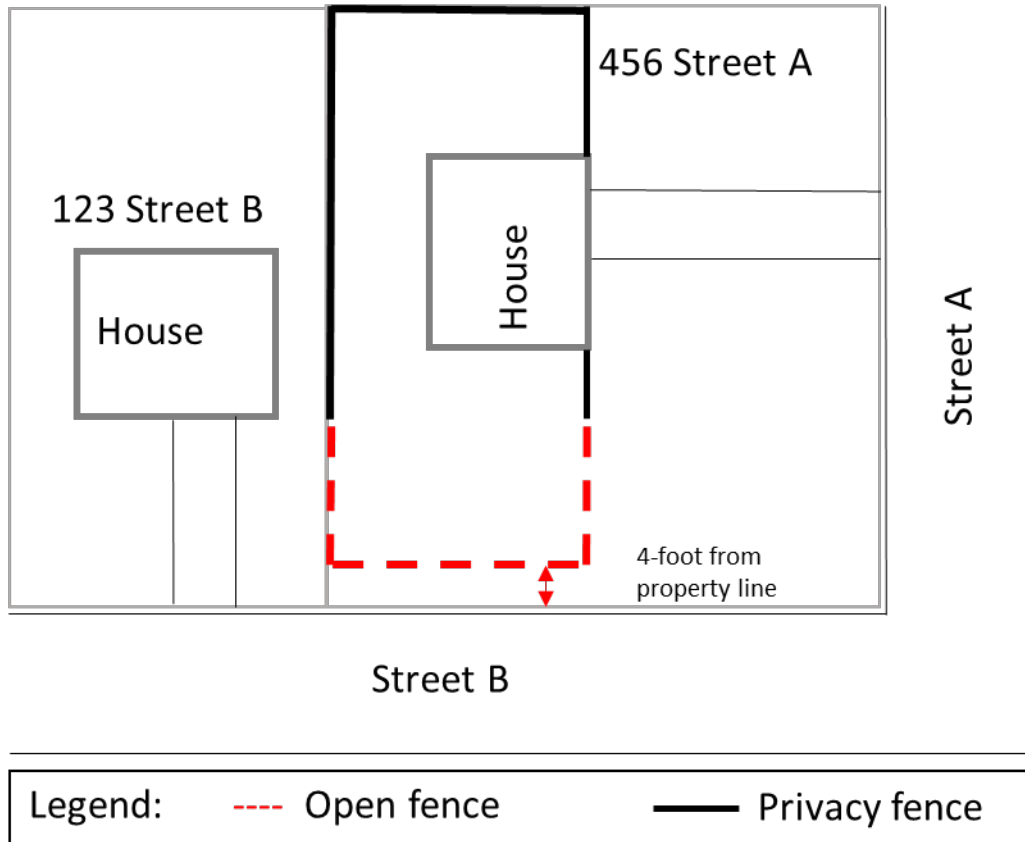 456 Street A
123 Street B
House
House
Street A
4-foot from
property line
Street B
Legend: Open fence Privacy fence